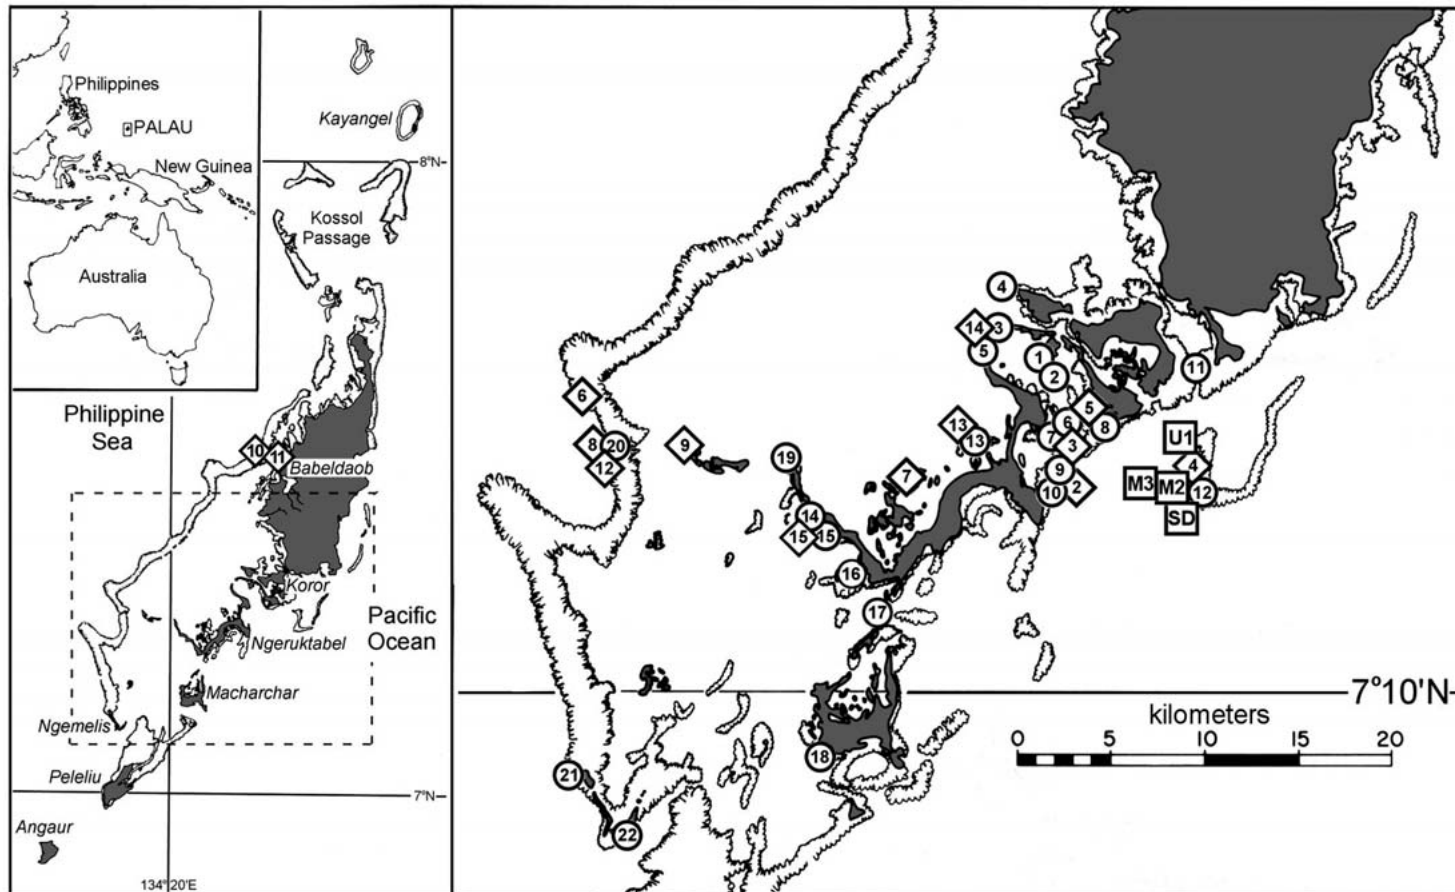 Philippines
PALAU
New Guinea
Australia
Kayangel
8°N
Kossol
Passage
Philippine
Sea
10
11
Babeldaob
Koror
Pacific
Ocean
Ngeruktabel
Macharchar
Ngemelis
Peleliu
7°N
Angaur
134°20'E
4
14
3
5
1
2
11
6
5
6
8
7
3
13
13
U1
8
20
9
19
12
7
9
10
2
4
M3
M2
12
SD
14
15
15
16
17
7°10'N
kilometers
0
5
10
15
20
18
21
22